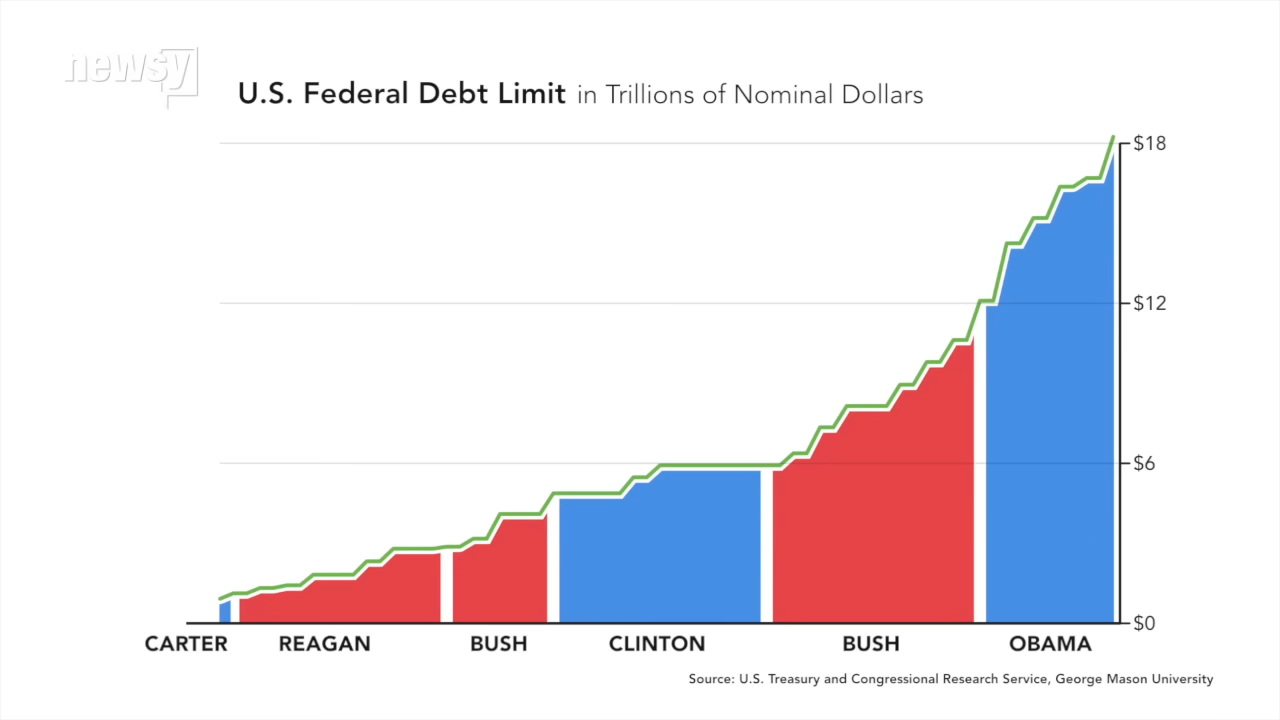 newsy
U.S. Federal Debt Limit in Trillions of Nominal Dollars
$18
$12
$6
$0
CARTER REAGAN BUSH CLINTON BUSH OBAMA
Source: U.S. Treasury and Congressional Research Service, George Mason University